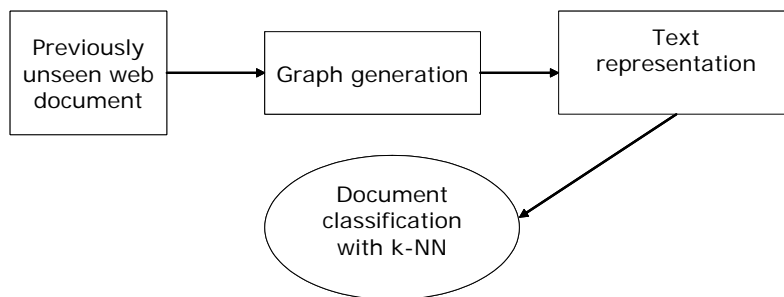 Previously
unseen web
document
Graph generation
Text
representation
Document
classification
with k-NN